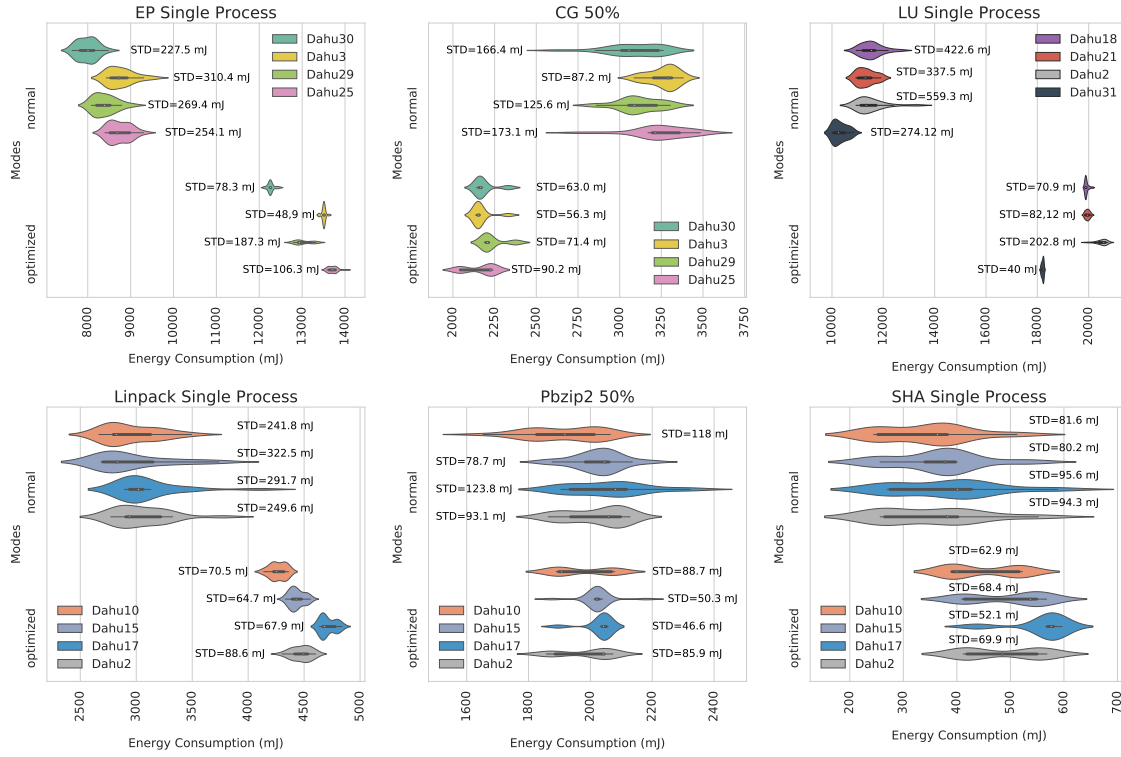 EP Single Process
STD=227.5 mJ
STD=310.4 mJ
STD=269.4 mJ
STD=254.1 mJ
STD=78.3 mJ
STD=48,9 mJ
STD=187.3 mJ
STD=106.3 mJ
Dahu30
Dahu3
Dahu29
Dahu25
normal
Modes
optimized
8000
9000
10000
11000
12000
13000
14000
Energy Consumption (mJ)
CG 50%
STD=166.4 mJ
STD=87.2 mJ
STD=125.6 mJ
STD=173.1 mJ
STD=63.0 mJ
STD=56.3 mJ
STD=71.4 mJ
STD=90.2 mJ
Dahu30
Dahu3
Dahu29
Dahu25
normal
Modes
optimized
2000
2250
2500
2750
3000
3250
3500
3750
Energy Consumption (mJ)
LU Single Process
STD=422.6 mJ
STD=337.5 mJ
STD=559.3 mJ
STD=274.12 mJ
STD=70.9 mJ
STD=82,12 mJ
STD=202.8 mJ
STD=40 mJ
Dahu18
Dahu21
Dahu2
Dahu31
normal
Modes
optimized
10000
12000
14000
16000
18000
20000
Energy Consumption (mJ)
Linpack Single Process
STD=241.8 mJ
STD=322.5 mJ
STD=291.7 mJ
STD=249.6 mJ
STD=70.5 mJ
STD=64.7 mJ
STD=67.9 mJ
STD=88.6 mJ
Dahu10
Dahu15
Dahu17
Dahu2
normal
Modes
optimized
2500
3000
3500
4000
4500
5000
Energy Consumption (mJ)
Pbzip2 50%
STD=118 mJ
STD=78.7 mJ
STD=123.8 mJ
STD=93.1 mJ
STD=88.7 mJ
STD=50.3 mJ
STD=46.6 mJ
STD=85.9 mJ
Dahu10
Dahu15
Dahu17
Dahu2
normal
Modes
optimized
1600
1800
2000
2200
2400
Energy Consumption (mJ)
SHA Single Process
STD=81.6 mJ
STD=80.2 mJ
STD=95.6 mJ
STD=94.3 mJ
STD=62.9 mJ
STD=68.4 mJ
STD=52.1 mJ
STD=69.9 mJ
Dahu10
Dahu15
Dahu17
Dahu2
normal
Modes
optimized
200
300
400
500
600
700
Energy Consumption (mJ)